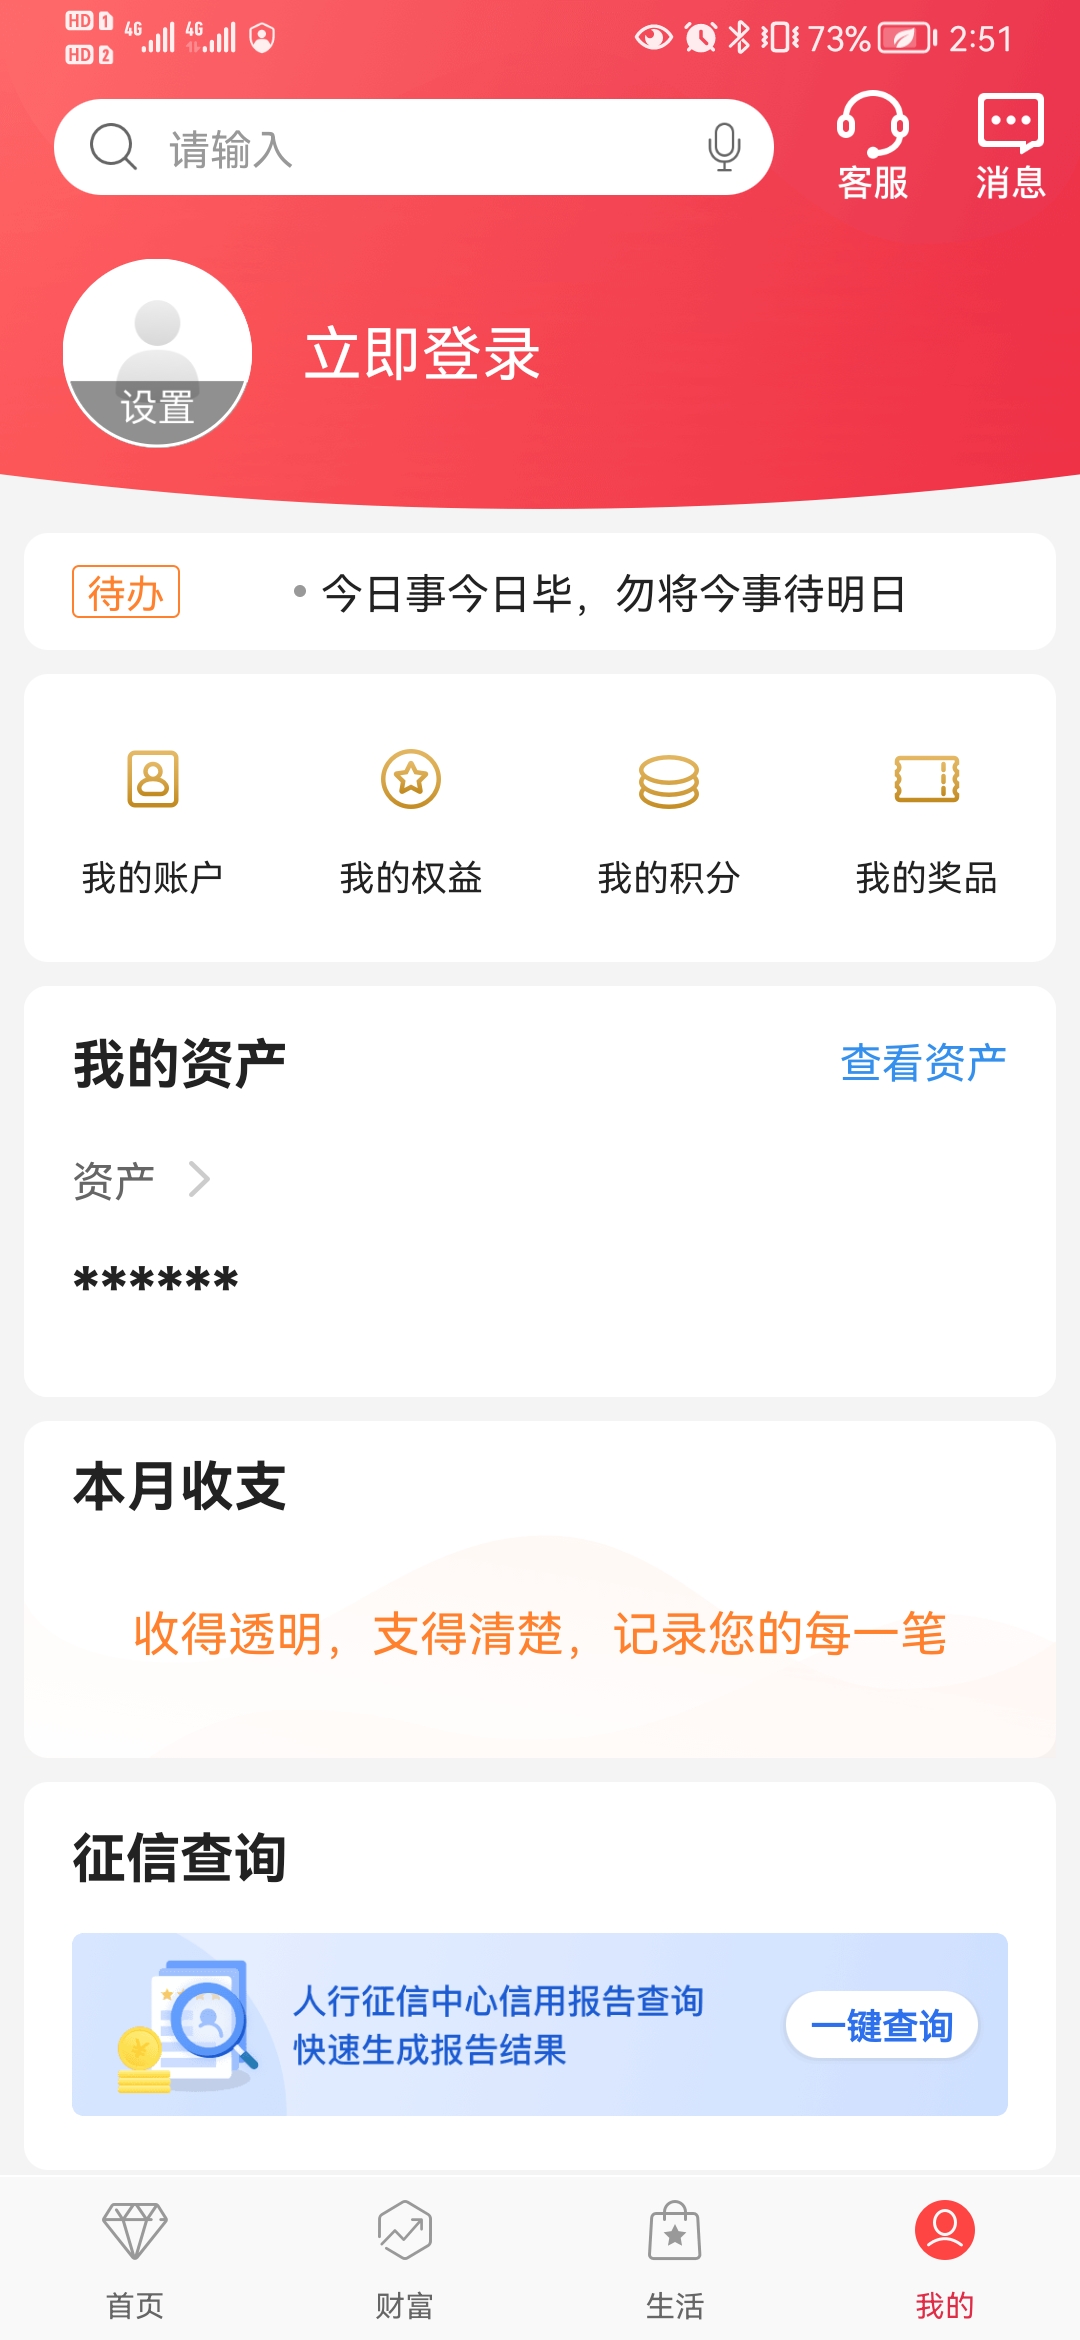 HD 1 4G 4G 73% 2:51
HD 2
请输入
客服 消息
立即登录
设置
待办 今日事今日毕，勿将今事待明日
我的账户 我的权益 我的积分 我的奖品
我的资产 查看资产
资产
******
本月收支
收得透明，支得清楚，记录您的每一笔
征信查询
人行征信中心信用报告查询
快速生成报告结果
一键查询
首页 财富 生活 我的